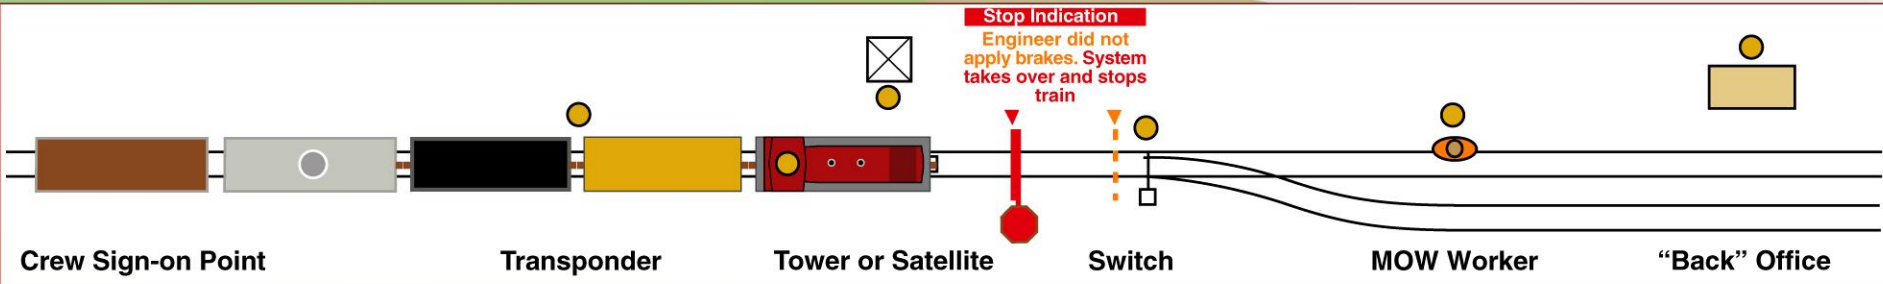 Stop Indication
Engineer did not
apply brakes. System
takes over and stops
train
Crew Sign-on Point
Transponder
Tower or Satellite
Switch
MOW Worker
“Back” Office